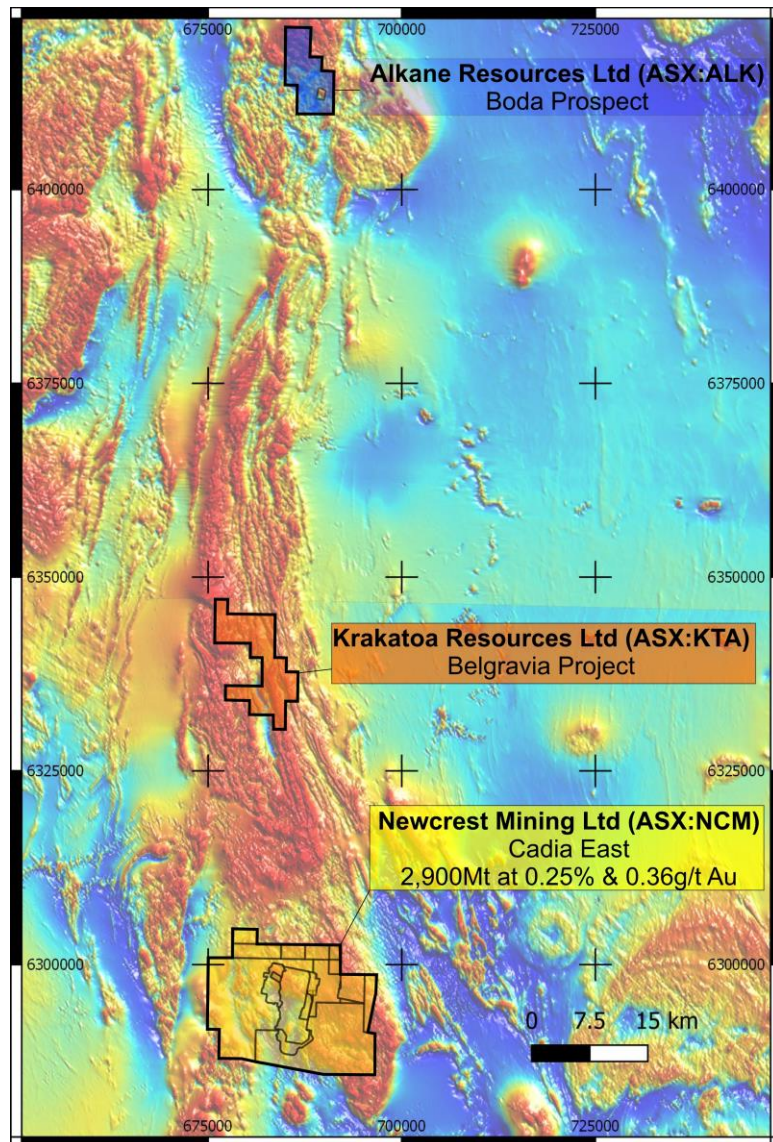 675000 700000 725000
Alkane Resources Ltd (ASX:ALK)
Boda Prospect
6400000 6400000
6375000 6375000
6350000 6350000
Krakatoa Resources Ltd (ASX:KTA)
Belgravia Project
6325000 6325000
Newcrest Mining Ltd (ASX:NCM)
Cadia East
2,900Mt at 0.25% & 0.36g/t Au
6300000 6300000
0 7.5 15 km
675000 700000 725000